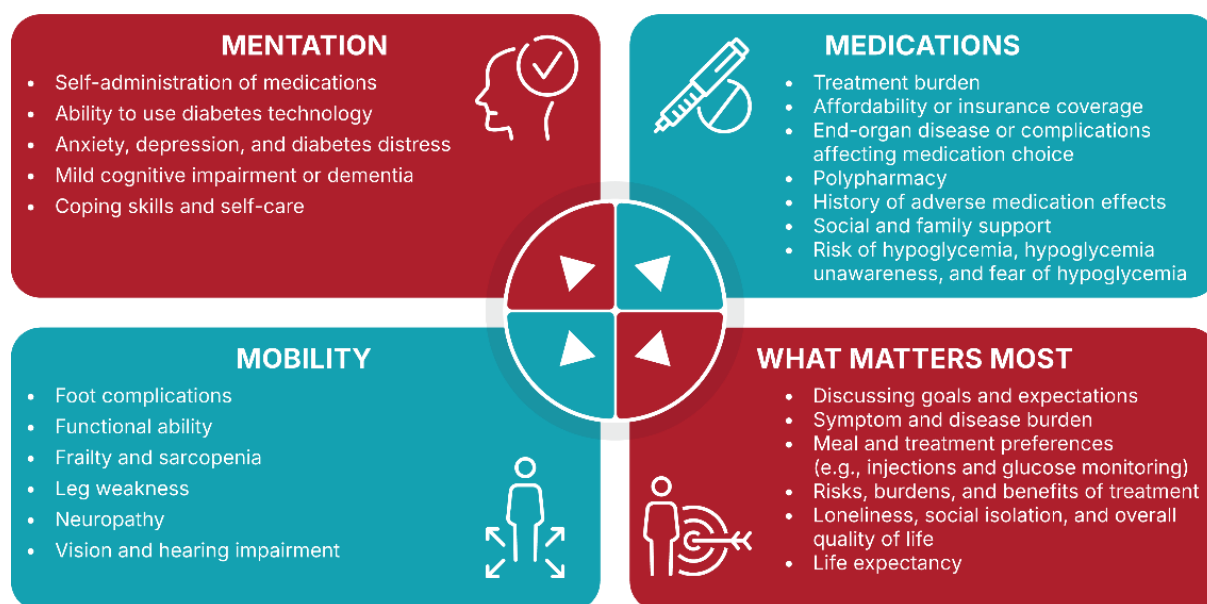 MENTATION
• Self-administration of medications
• Ability to use diabetes technology
• Anxiety, depression, and diabetes distress
• Mild cognitive impairment or dementia
• Coping skills and self-care
MEDICATIONS
• Treatment burden
• Affordability or insurance coverage
• End-organ disease or complications
affecting medication choice
• Polypharmacy
• History of adverse medication effects
• Social and family support
• Risk of hypoglycemia, hypoglycemia
unawareness, and fear of hypoglycemia
MOBILITY
• Foot complications
• Functional ability
• Frailty and sarcopenia
• Leg weakness
• Neuropathy
• Vision and hearing impairment
WHAT MATTERS MOST
• Discussing goals and expectations
• Symptom and disease burden
• Meal and treatment preferences
(e.g., injections and glucose monitoring)
• Risks, burdens, and benefits of treatment
• Loneliness, social isolation, and overall
quality of life
• Life expectancy